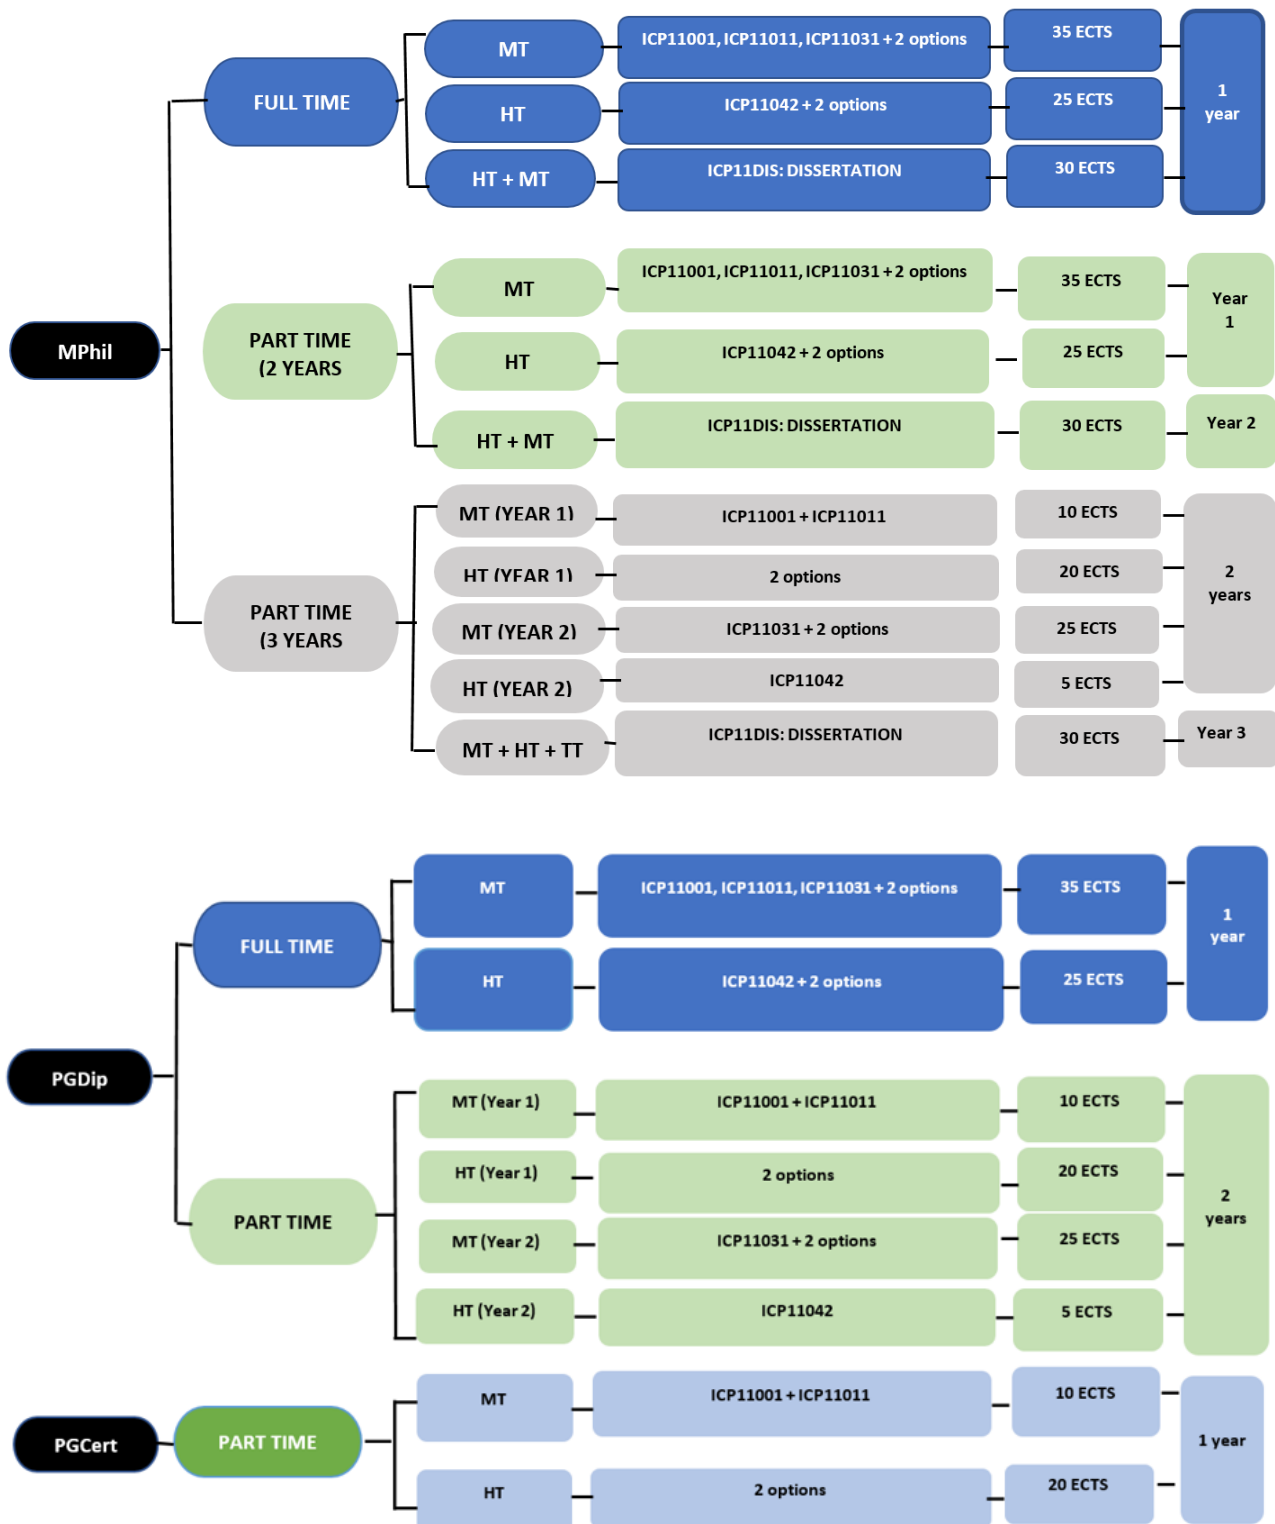 MPhil
FULL TIME
MT
ICP11001, ICP11011, ICP11031 + 2 options
35 ECTS
HT
ICP11042 + 2 options
25 ECTS
HT + MT
ICP11DIS: DISSERTATION
30 ECTS
1
year
PART TIME
(2 YEARS
MT
ICP11001, ICP11011, ICP11031 + 2 options
35 ECTS
HT
ICP11042 + 2 options
25 ECTS
Year
1
HT + MT
ICP11DIS: DISSERTATION
30 ECTS
Year 2
PART TIME
(3 YEARS
MT (YEAR 1)
ICP11001 + ICP11011
10 ECTS
HT (YEAR 1)
2 options
20 ECTS
MT (YEAR 2)
ICP11031 + 2 options
25 ECTS
HT (YEAR 2)
ICP11042
5 ECTS
2
years
MT + HT + TT
ICP11DIS: DISSERTATION
30 ECTS
Year 3
PGDip
FULL TIME
MT
ICP11001, ICP11011, ICP11031 + 2 options
35 ECTS
HT
ICP11042 + 2 options
25 ECTS
1
year
PART TIME
MT (Year 1)
ICP11001 + ICP11011
10 ECTS
HT (Year 1)
2 options
20 ECTS
MT (Year 2)
ICP11031 + 2 options
25 ECTS
HT (Year 2)
ICP11042
5 ECTS
2
years
PGCert
PART TIME
MT
ICP11001 + ICP11011
10 ECTS
HT
2 options
20 ECTS
1 year